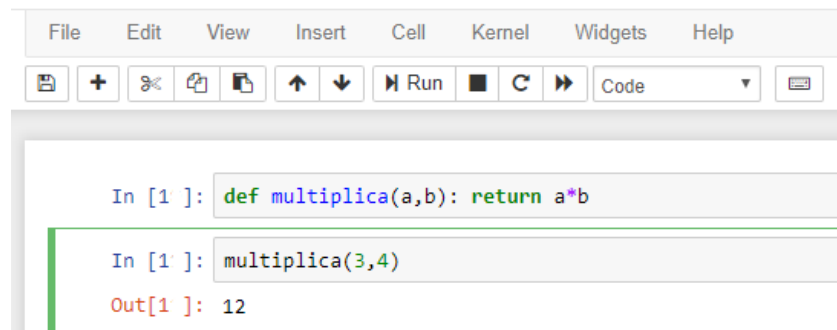 File Edit View Insert Cell Kernel Widgets Help
Run Code
In [1 ]: def multiplica(a,b): return a*b
In [1 ]: multiplica(3,4)
Out[1 ]: 12